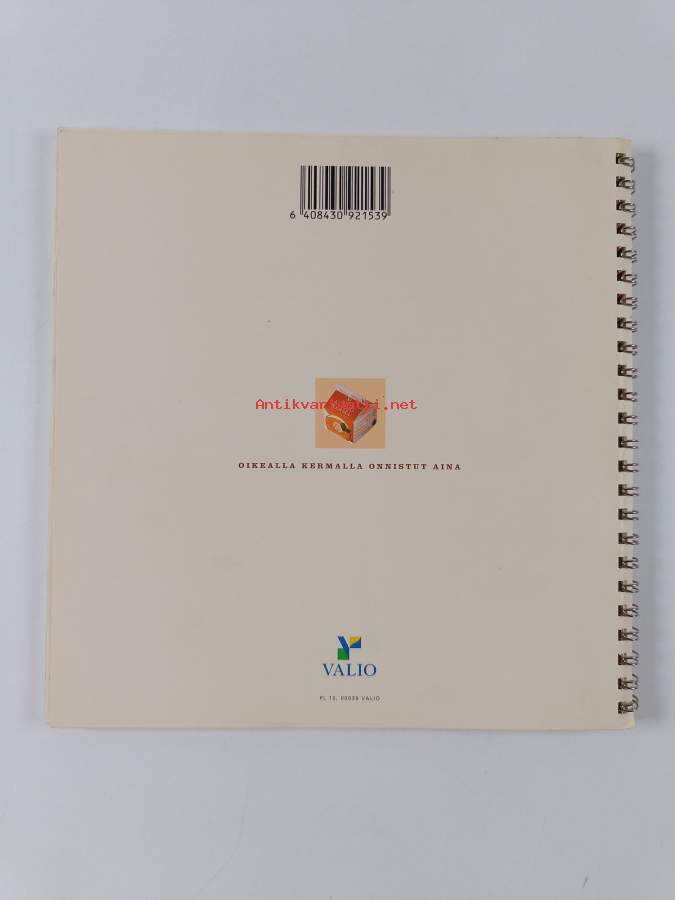 6 408430 921539
Antikvariaatti.net
OIKEALLA KERMALLA ONNISTUT AINA
VALIO
PL 10, 00039 VALIO